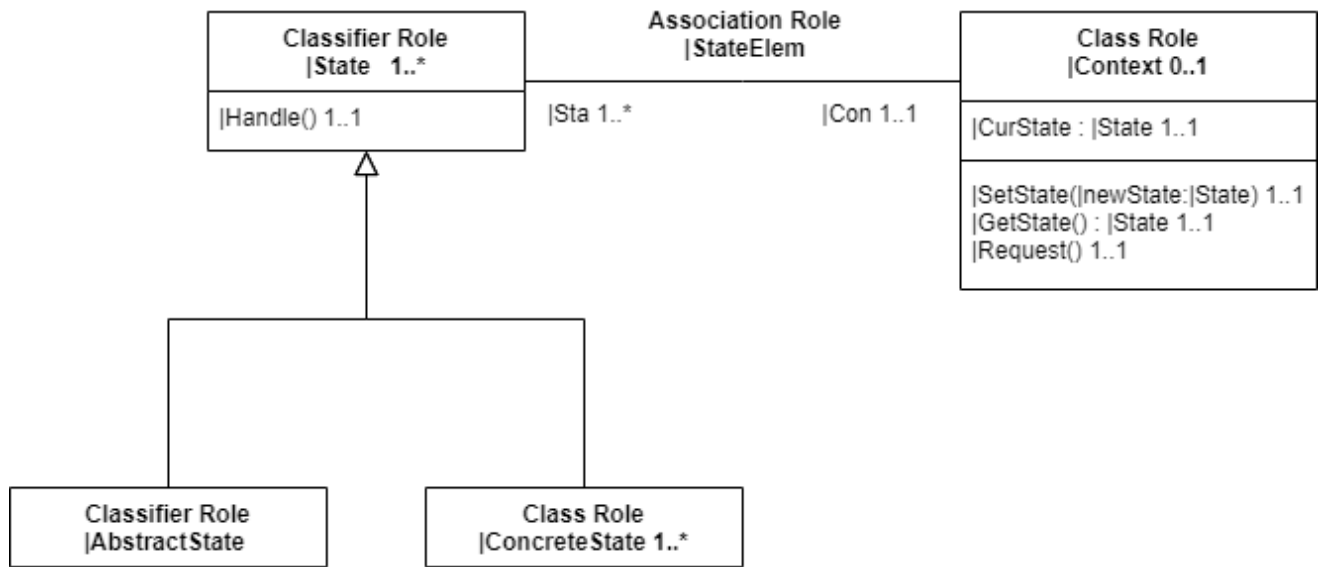 Classifier Role
|State 1..*
|Handle() 1..1
Association Role
|StateElem
|Sta 1..*
|Con 1..1
Class Role
|Context 0..1
|CurState : |State 1..1
|SetState(|newState:|State) 1..1
|GetState() : |State 1..1
|Request() 1..1
Classifier Role
|AbstractState
Class Role
|ConcreteState 1..*